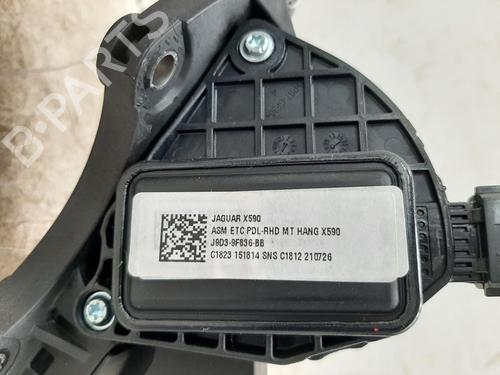 B-PARTS
JAGUAR X590
ASM ETC PDL-RHD MT HANG X590
J9D3-9F836-BB
C1823 151814 SNS C1812 210726